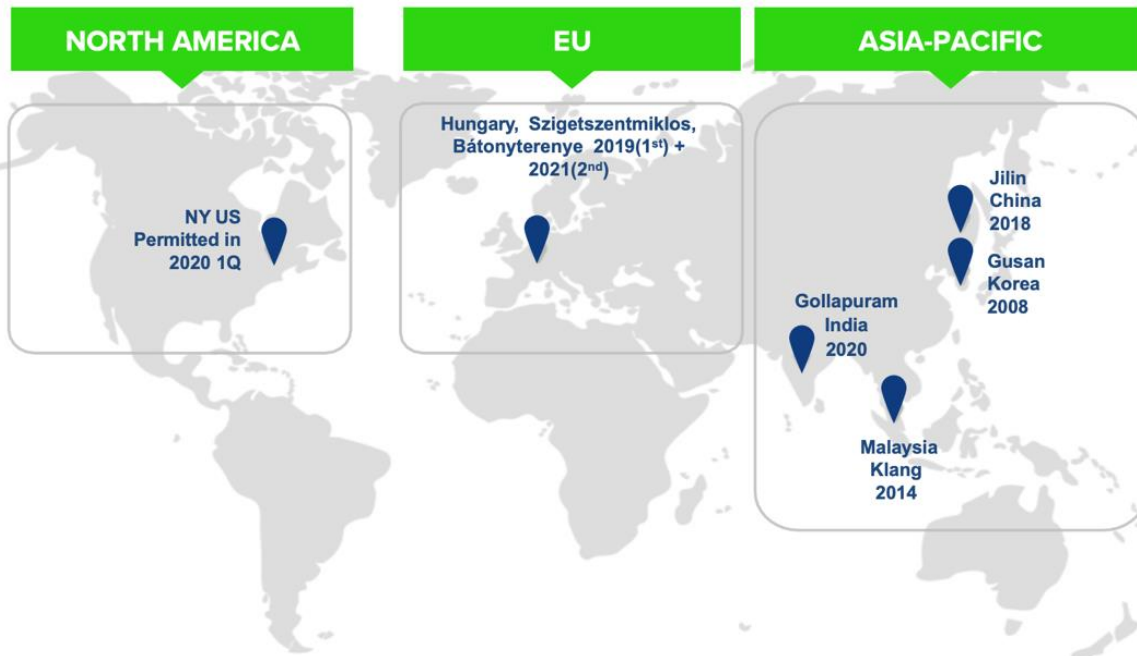 NORTH AMERICA
EU
ASIA-PACIFIC
Hungary, Szigetszentmiklos,
Bátonyterenye 2019(1st) +
2021(2nd)
NY US
Permitted in
2020 1Q
Jilin
China
2018
Gusan
Korea
2008
Gollapuram
India
2020
Malaysia
Klang
2014